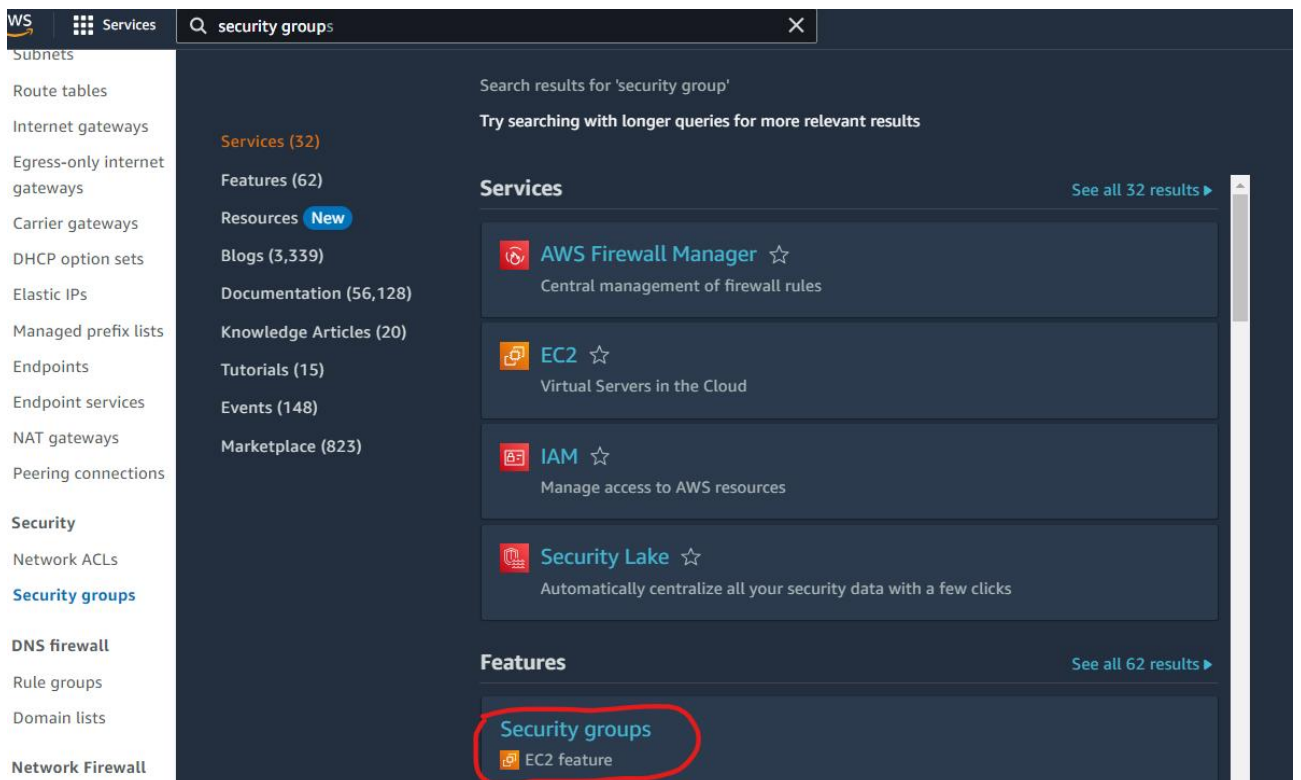 WS
Services
security groups
Subnets
Route tables
Internet gateways
Egress-only internet
gateways
Carrier gateways
DHCP option sets
Elastic IPs
Managed prefix lists
Endpoints
Endpoint services
NAT gateways
Peering connections
Security
Network ACLs
Security groups
DNS firewall
Rule groups
Domain lists
Network Firewall
Services (32)
Features (62)
Resources New
Blogs (3,339)
Documentation (56,128)
Knowledge Articles (20)
Tutorials (15)
Events (148)
Marketplace (823)
Search results for 'security group'
Try searching with longer queries for more relevant results
Services
See all 32 results
AWS Firewall Manager
Central management of firewall rules
EC2
Virtual Servers in the Cloud
IAM
Manage access to AWS resources
Security Lake
Automatically centralize all your security data with a few clicks
Features
See all 62 results
Security groups
EC2 feature